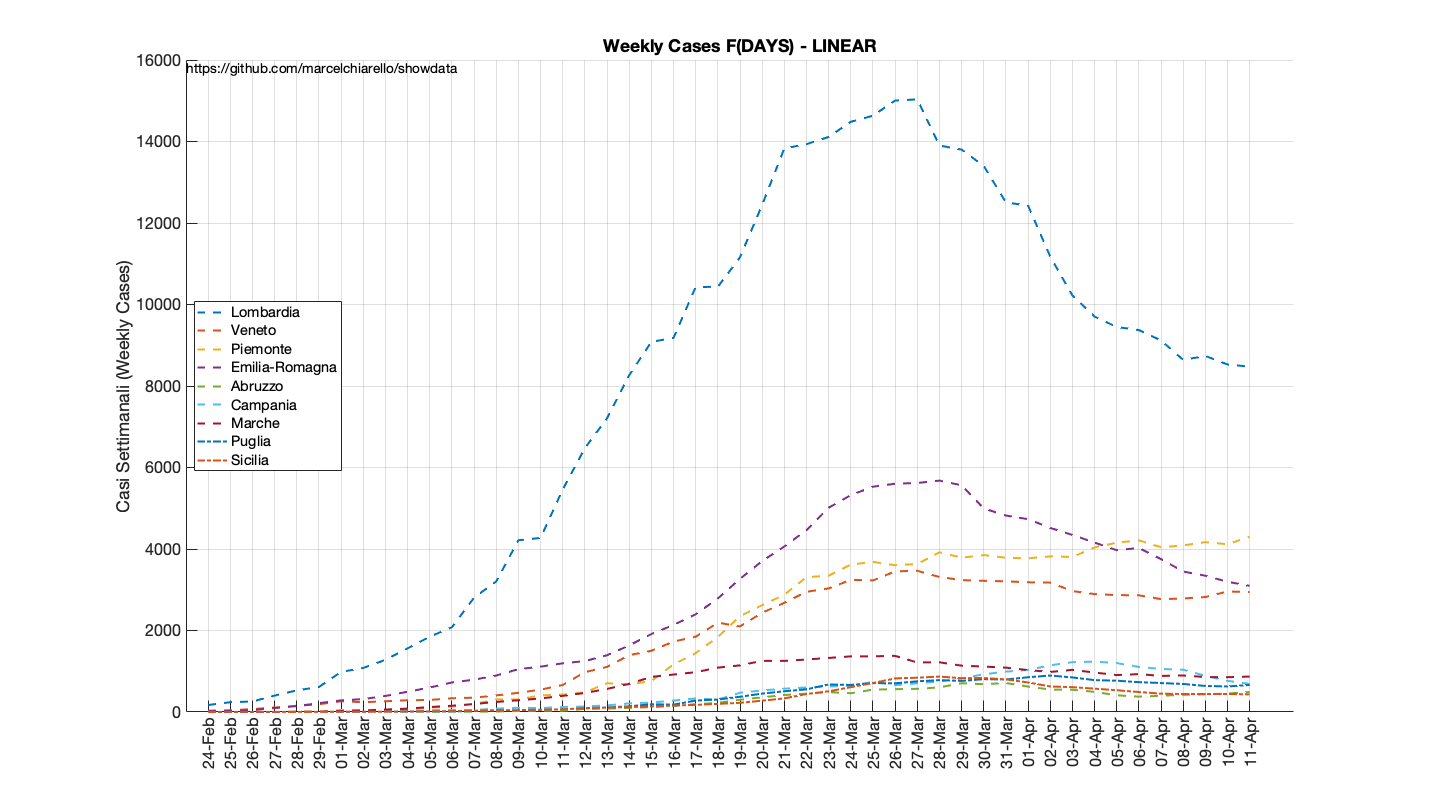 Weekly Cases F(DAYS) - LINEAR
https://github.com/marcelchiarello/showdata
Casi Settimanali (Weekly Cases)
16000
14000
12000
10000
8000
6000
4000
2000
0
Lombardia
Veneto
Piemonte
Emilia-Romagna
Abruzzo
Campania
Marche
Puglia
Sicilia
24-Feb
25-Feb
26-Feb
27-Feb
28-Feb
29-Feb
01-Mar
02-Mar
03-Mar
04-Mar
05-Mar
06-Mar
07-Mar
08-Mar
09-Mar
10-Mar
11-Mar
12-Mar
13-Mar
14-Mar
15-Mar
16-Mar
17-Mar
18-Mar
19-Mar
20-Mar
21-Mar
22-Mar
23-Mar
24-Mar
25-Mar
26-Mar
27-Mar
28-Mar
29-Mar
30-Mar
31-Mar
01-Apr
02-Apr
03-Apr
04-Apr
05-Apr
06-Apr
07-Apr
08-Apr
09-Apr
10-Apr
11-Apr